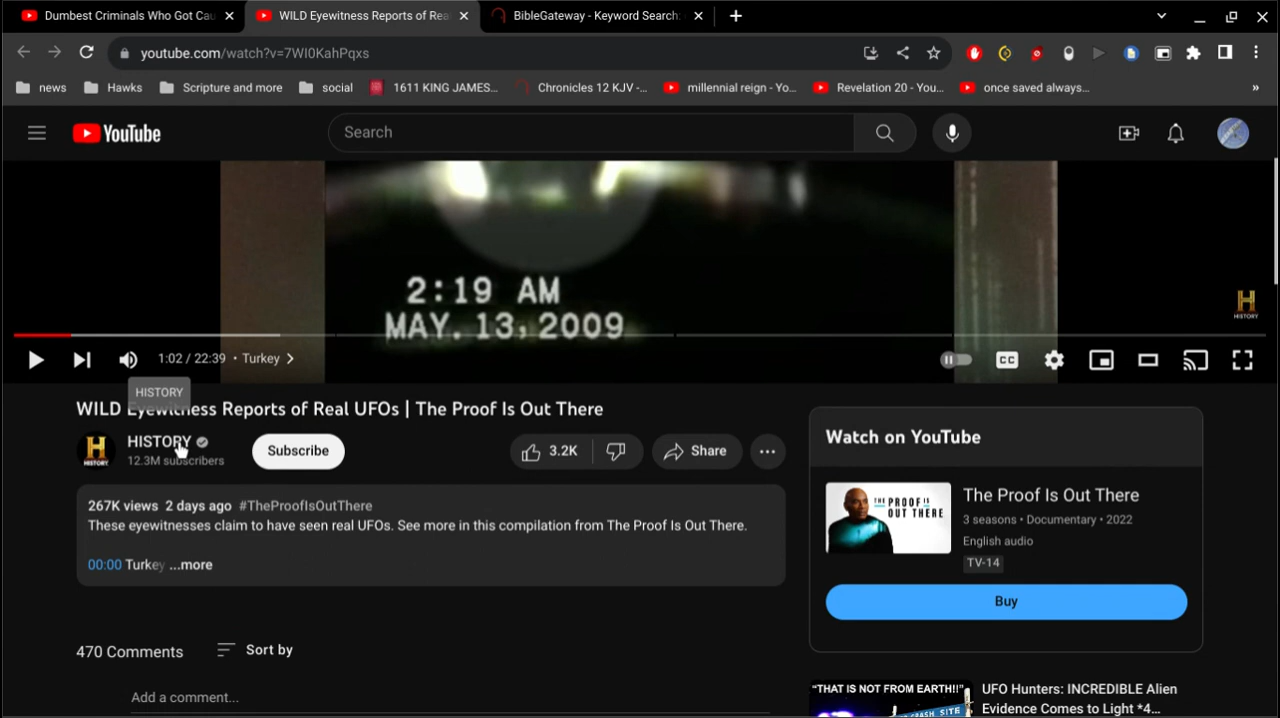 Dumbest Criminals Who Got Cau
WILD Eyewitness Reports of Rea
BibleGateway - Keyword Search:
youtube.com/watch?v=7WI0KahPqxs
news
Hawks
Scripture and more
social
1611 KING JAMES...
Chronicles 12 KJV -...
millennial reign - Yo...
Revelation 20 - You...
once saved always...
»
YouTube
Search
2:19 AM
MAY. 13, 2009
H
HISTORY
1:02 / 22:39 • Turkey >
CC
HISTORY
WILD Eyewitness Reports of Real UFOs | The Proof Is Out There
H
HISTORY
HISTORY
12.3M subscribers
Subscribe
3.2K
Share
...
267K views 2 days ago #TheProofIsOutThere
These eyewitnesses claim to have seen real UFOs. See more in this compilation from The Proof Is Out There.
00:00 Turkey ...more
470 Comments
Sort by
Add a comment...
Watch on YouTube
THE PROOF IS
OUT THERE
The Proof Is Out There
3 seasons • Documentary • 2022
English audio
TV-14
Buy
"THAT IS NOT FROM EARTH!!"
CRASH SITE
UFO Hunters: INCREDIBLE Alien
Evidence Comes to Light *4...